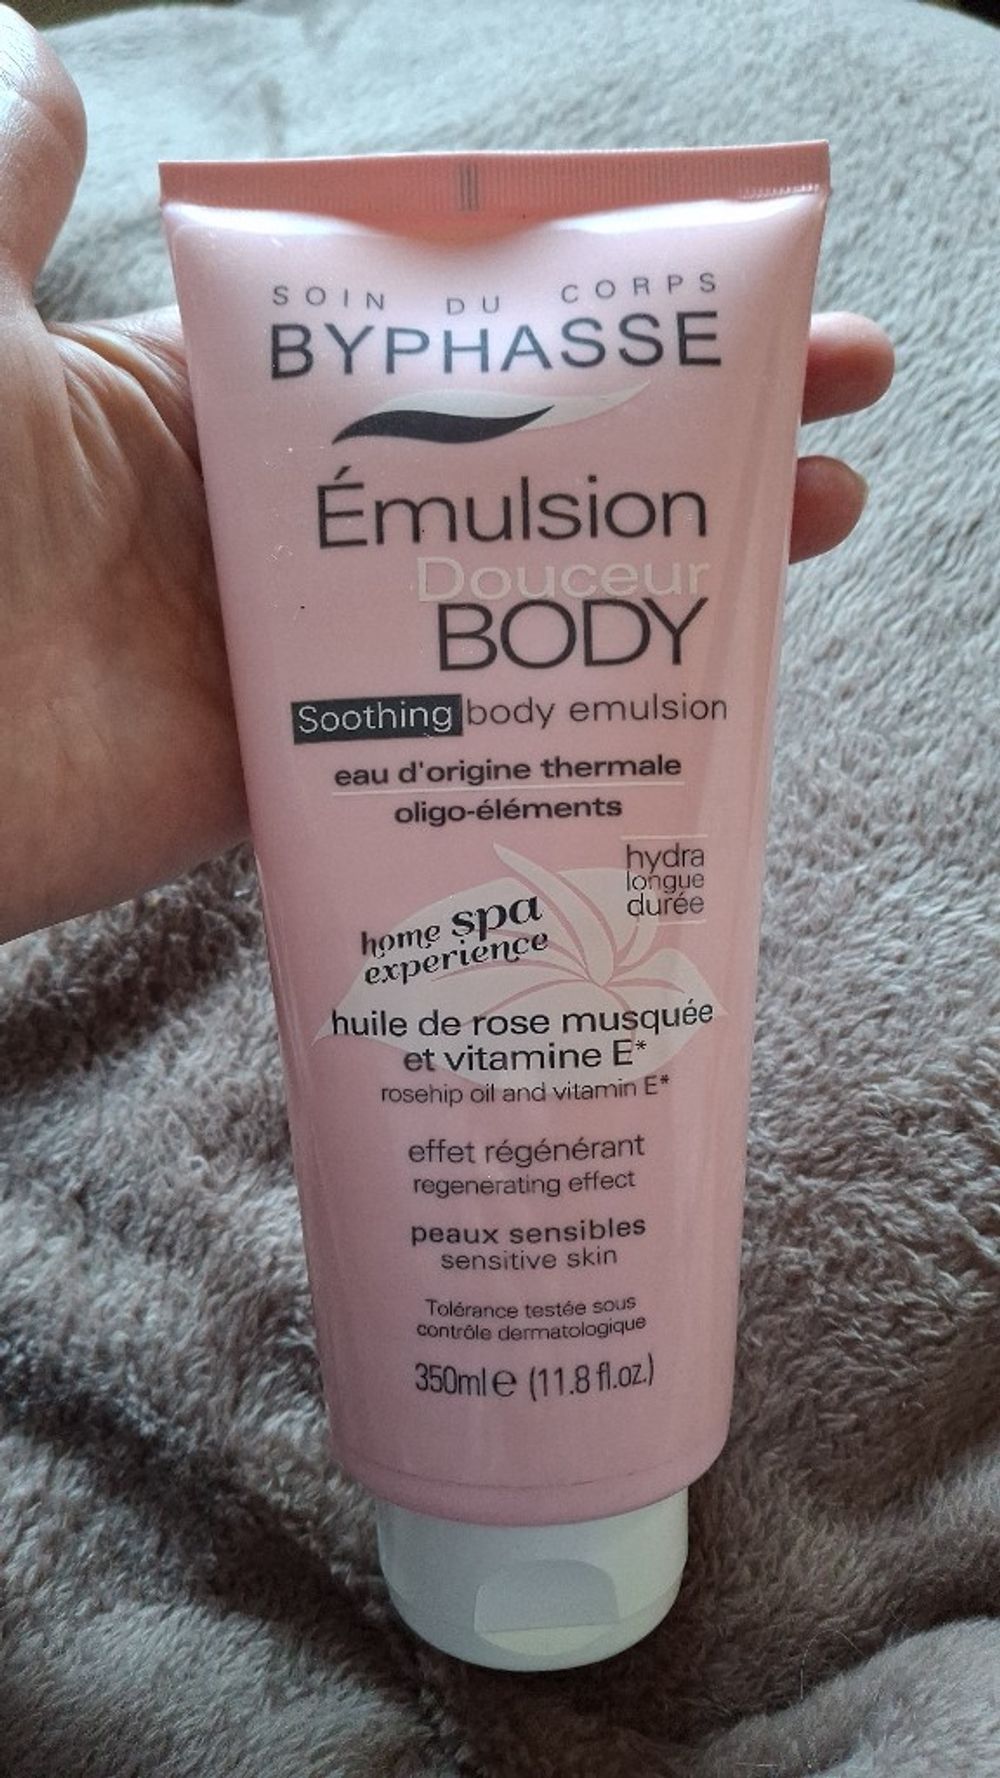 SOIN DU CORPS
BYPHASSE
Émulsion
Douceur
BODY
Soothing body emulsion
eau d'origine thermale
oligo-éléments
hydra
longue
durée
home spa
experience
huile de rose musquée
et vitamine E*
rosehip oil and vitamin E*
effet régénérant
regenerating effect
peaux sensibles
sensitive skin
Tolérance testée sous
contrôle dermatologique
350ml e (11.8 fl.oz.)